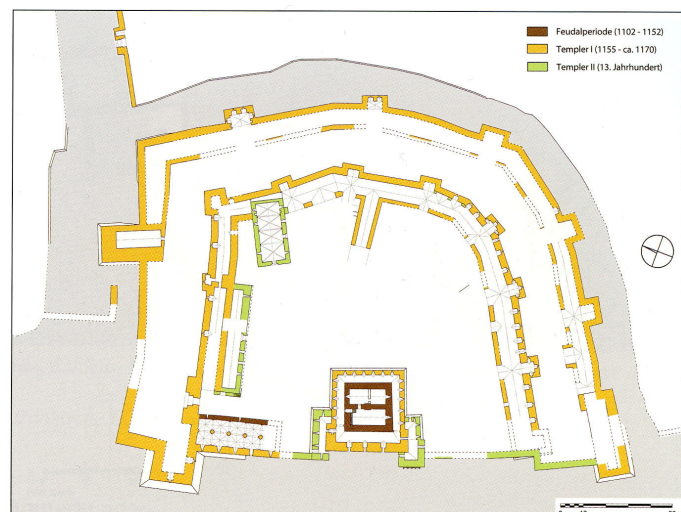 Feudalperiode (1102 - 1152)
Templer I (1155 - ca. 1170)
Templer II (13. Jahrhundert)